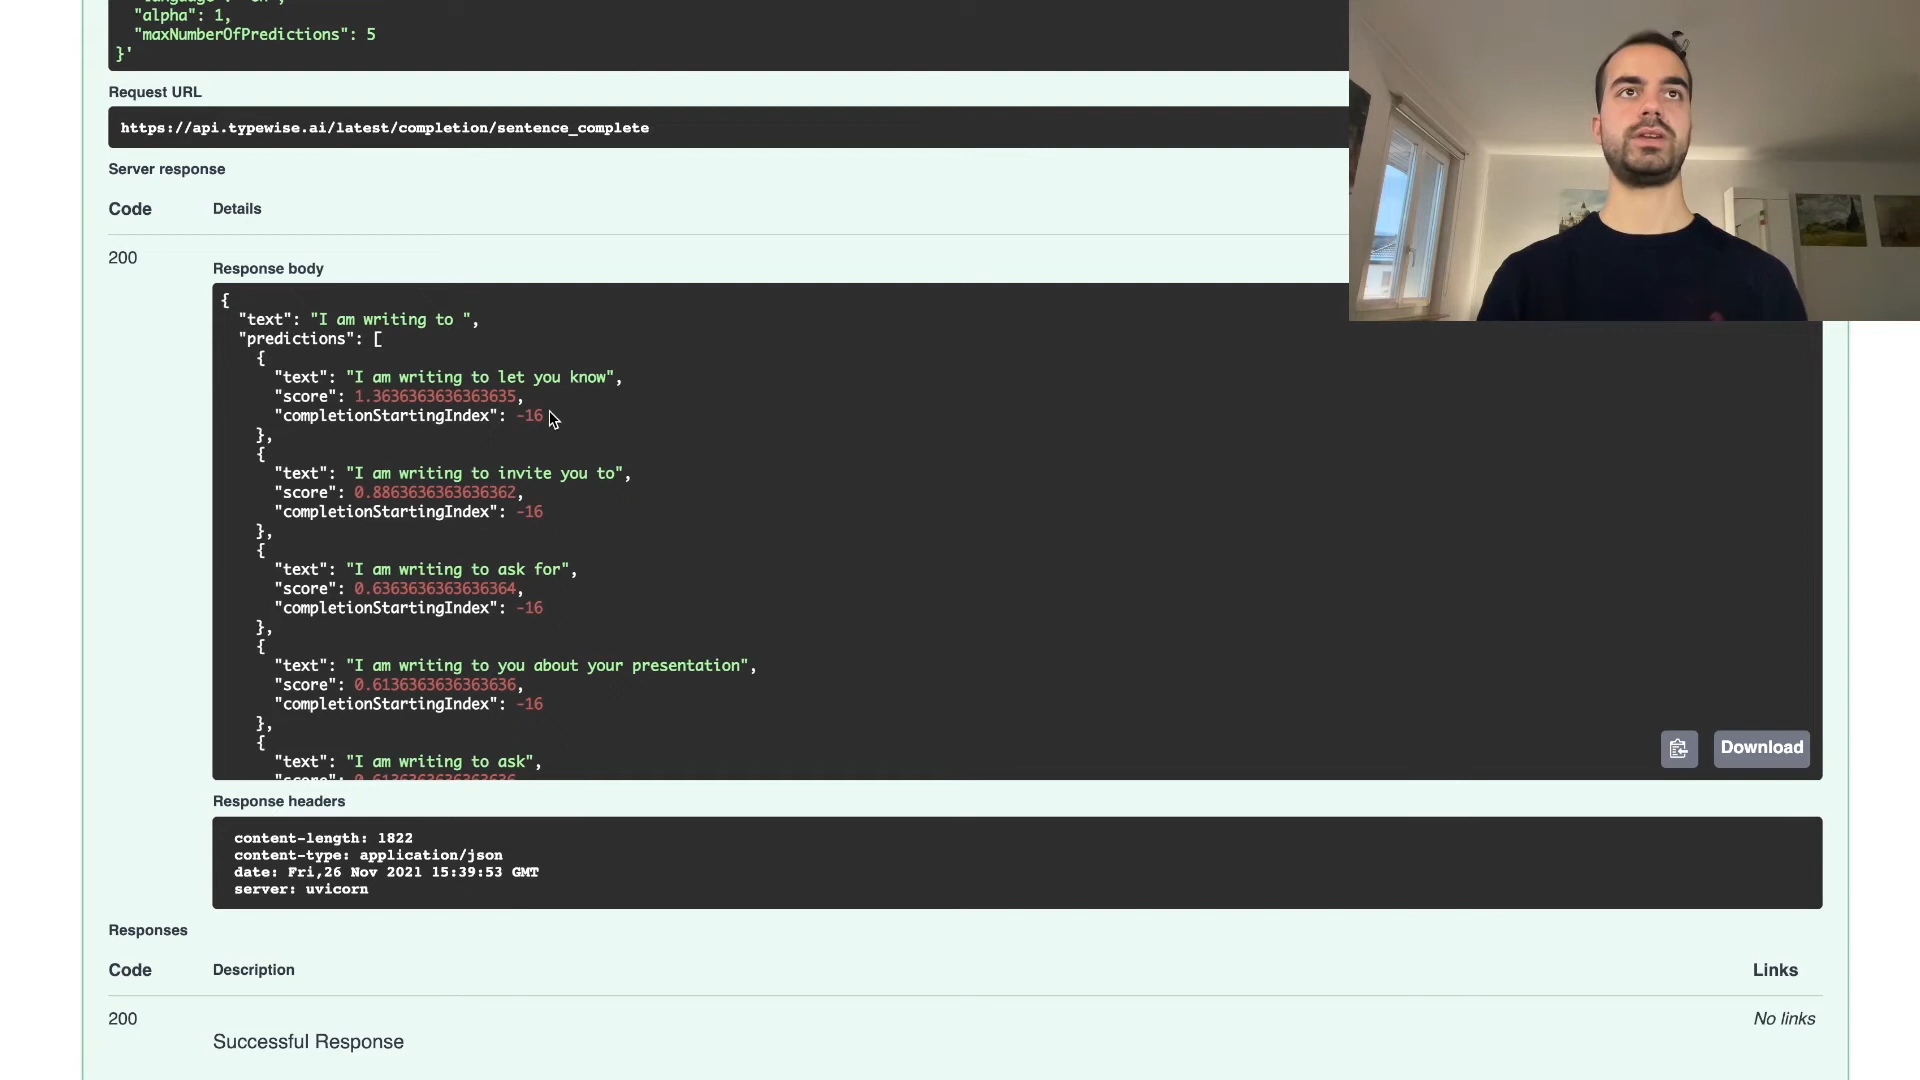 "alpha": 1,
"maxNumberOfPredictions": 5
}'
Request URL
https://api.typewise.ai/latest/completion/sentence_complete
Server response
Code Details
200
Response body
{
"text": "I am writing to ",
"predictions": [
{
"text": "I am writing to let you know",
"score": 1.3636363636363635,
"completionStartingIndex": -16
},
{
"text": "I am writing to invite you to",
"score": 0.8863636363636362,
"completionStartingIndex": -16
},
{
"text": "I am writing to ask for",
"score": 0.6363636363636364,
"completionStartingIndex": -16
},
{
"text": "I am writing to you about your presentation",
"score": 0.6136363636363636,
"completionStartingIndex": -16
},
{
"text": "I am writing to ask",
"score": 0.6136363636363636
Download
Response headers
content-length: 1822
content-type: application/json
date: Fri,26 Nov 2021 15:39:53 GMT
server: uvicorn
Responses
Code Description Links
200 No links
Successful Response